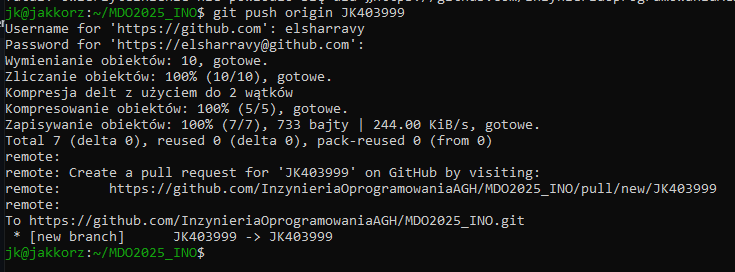 jk@jakkorz:~/MDO2025_INO$ git push origin JK403999
Username for 'https://github.com': elsharravy
Password for 'https://elsharravy@github.com':
Wymienianie obiektów: 10, gotowe.
Zliczanie obiektów: 100% (10/10), gotowe.
Kompresja delt z użyciem do 2 wątków
Kompresowanie obiektów: 100% (5/5), gotowe.
Zapisywanie obiektów: 100% (7/7), 733 bajty | 244.00 KiB/s, gotowe.
Total 7 (delta 0), reused 0 (delta 0), pack-reused 0 (from 0)
remote:
remote: Create a pull request for 'JK403999' on GitHub by visiting:
remote:      https://github.com/InzynieriaOprogramowaniaAGH/MDO2025_INO/pull/new/JK403999
remote:
To https://github.com/InzynieriaOprogramowaniaAGH/MDO2025_INO.git
 * [new branch]      JK403999 -> JK403999
jk@jakkorz:~/MDO2025_INO$